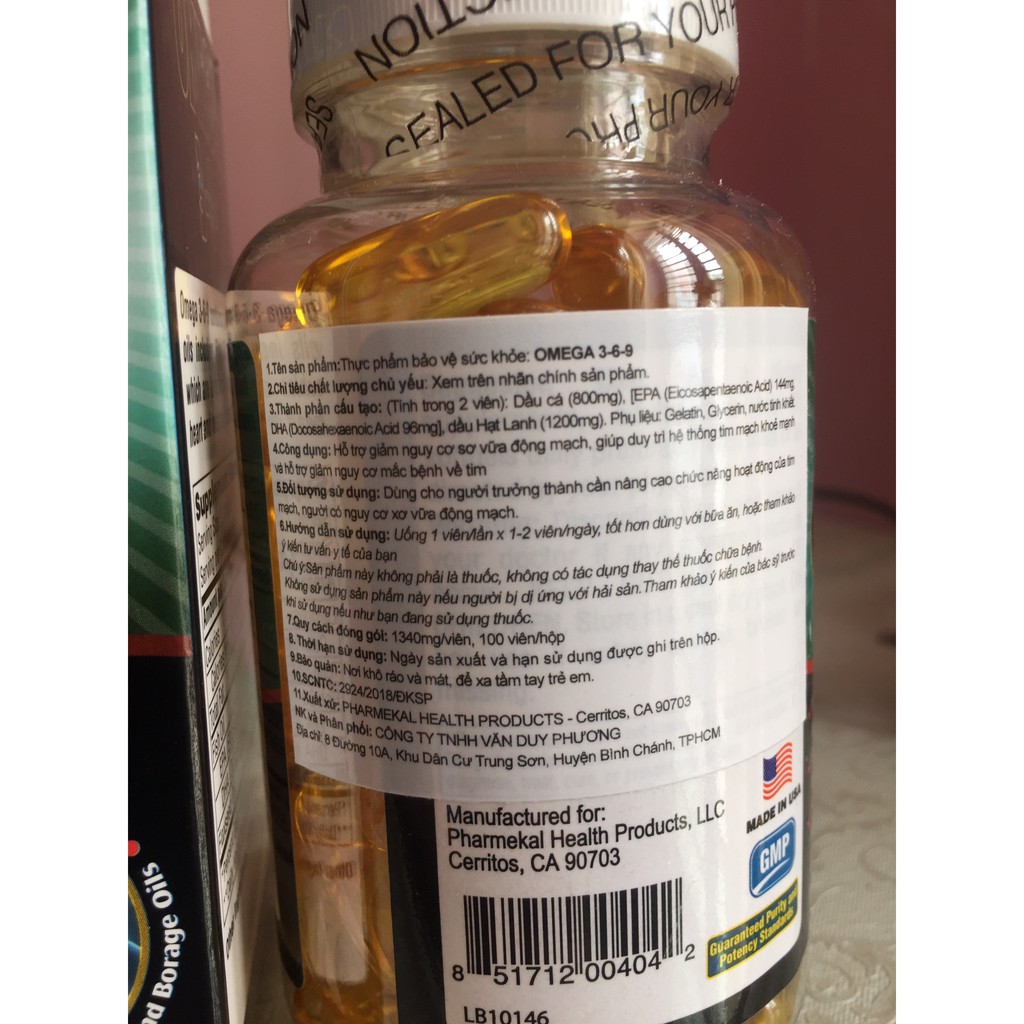 NOITC
SEALED FOR YOUR
YOUR
Omega 3-6-9
oils
which are
heart
1.Tên sản phẩm:Thực phẩm bảo vệ sức khỏe: OMEGA 3-6-9
2.Chỉ tiêu chất lượng chủ yếu: Xem trên nhãn chính sản phẩm.
3.Thành phần cấu tạo: (Tính trong 2 viên): Dầu cá (800mg), [EPA (Eicosapentaenoic Acid) 144mg,
DHA (Docosahexaenoic Acid 96mg], dầu Hạt Lanh (1200mg). Phụ liệu: Gelatin, Glycerin, nước tinh khiết.
4.Công dụng: Hỗ trợ giảm nguy cơ sơ vữa động mạch, giúp duy trì hệ thống tim mạch khoẻ mạnh
và hỗ trợ giảm nguy cơ mắc bệnh về tim
5.Đối tượng sử dụng: Dùng cho người trưởng thành cần nâng cao chức năng hoạt động của tim
mạch, người có nguy cơ xơ vữa động mạch.
6.Hướng dẫn sử dụng: Uống 1 viên/lần x 1-2 viên/ngày, tốt hơn dùng với bữa ăn, hoặc tham khảo
ý kiến tư vấn y tế của bạn
Chú ý:Sản phẩm này không phải là thuốc, không có tác dụng thay thế thuốc chữa bệnh.
Không sử dụng sản phẩm này nếu người bị dị ứng với hải sản. Tham khảo ý kiến của bác sỹ trước
khi sử dụng nếu như bạn đang sử dụng thuốc.
7.Quy cách đóng gói: 1340mg/viên, 100 viên/hộp
8. Thời hạn sử dụng: Ngày sản xuất và hạn sử dụng được ghi trên hộp.
9.Bảo quản: Nơi khô ráo và mát, để xa tầm tay trẻ em.
10.SCNTC: 2924/2018/ĐKSP
11.Xuất xứ: PHARMEKAL HEALTH PRODUCTS - Cerritos, CA 90703
NK và Phân phối: CÔNG TY TNHH VĂN DUY PHƯƠNG
Địa chỉ: 8 Đường 10A, Khu Dân Cư Trung Sơn, Huyện Bình Chánh, TPHCM
Manufactured for:
Pharmekal Health Products, LLC
Cerritos, CA 90703
MADE IN USA
GMP
Guaranteed Purity and
Potency Standards
8 51712 00404 2
LB10146
nd Borage Oils